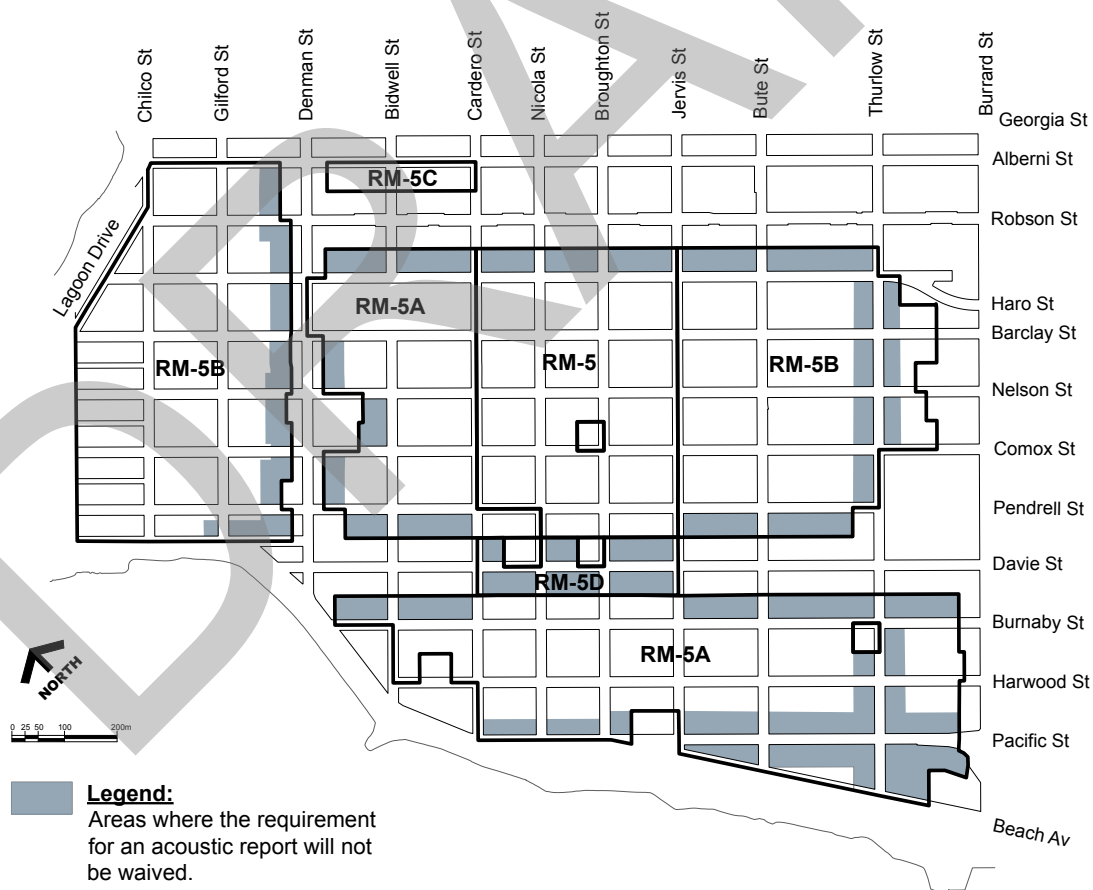 Chilco St
Gilford St
Denman St
Bidwell St
Cardero St
Nicola St
Broughton St
Jervis St
Bute St
Thurlow St
Burrard St
Georgia St
Alberni St
Robson St
Haro St
Barclay St
Nelson St
Comox St
Pendrell St
Davie St
Burnaby St
Harwood St
Pacific St
Beach Av
Lagoon Drive
RM-5C
RM-5A
RM-5B
RM-5
RM-5B
RM-5D
RM-5A
NORTH
0 25 50 100 200m
Legend:
Areas where the requirement
for an acoustic report will not
be waived.
DRA